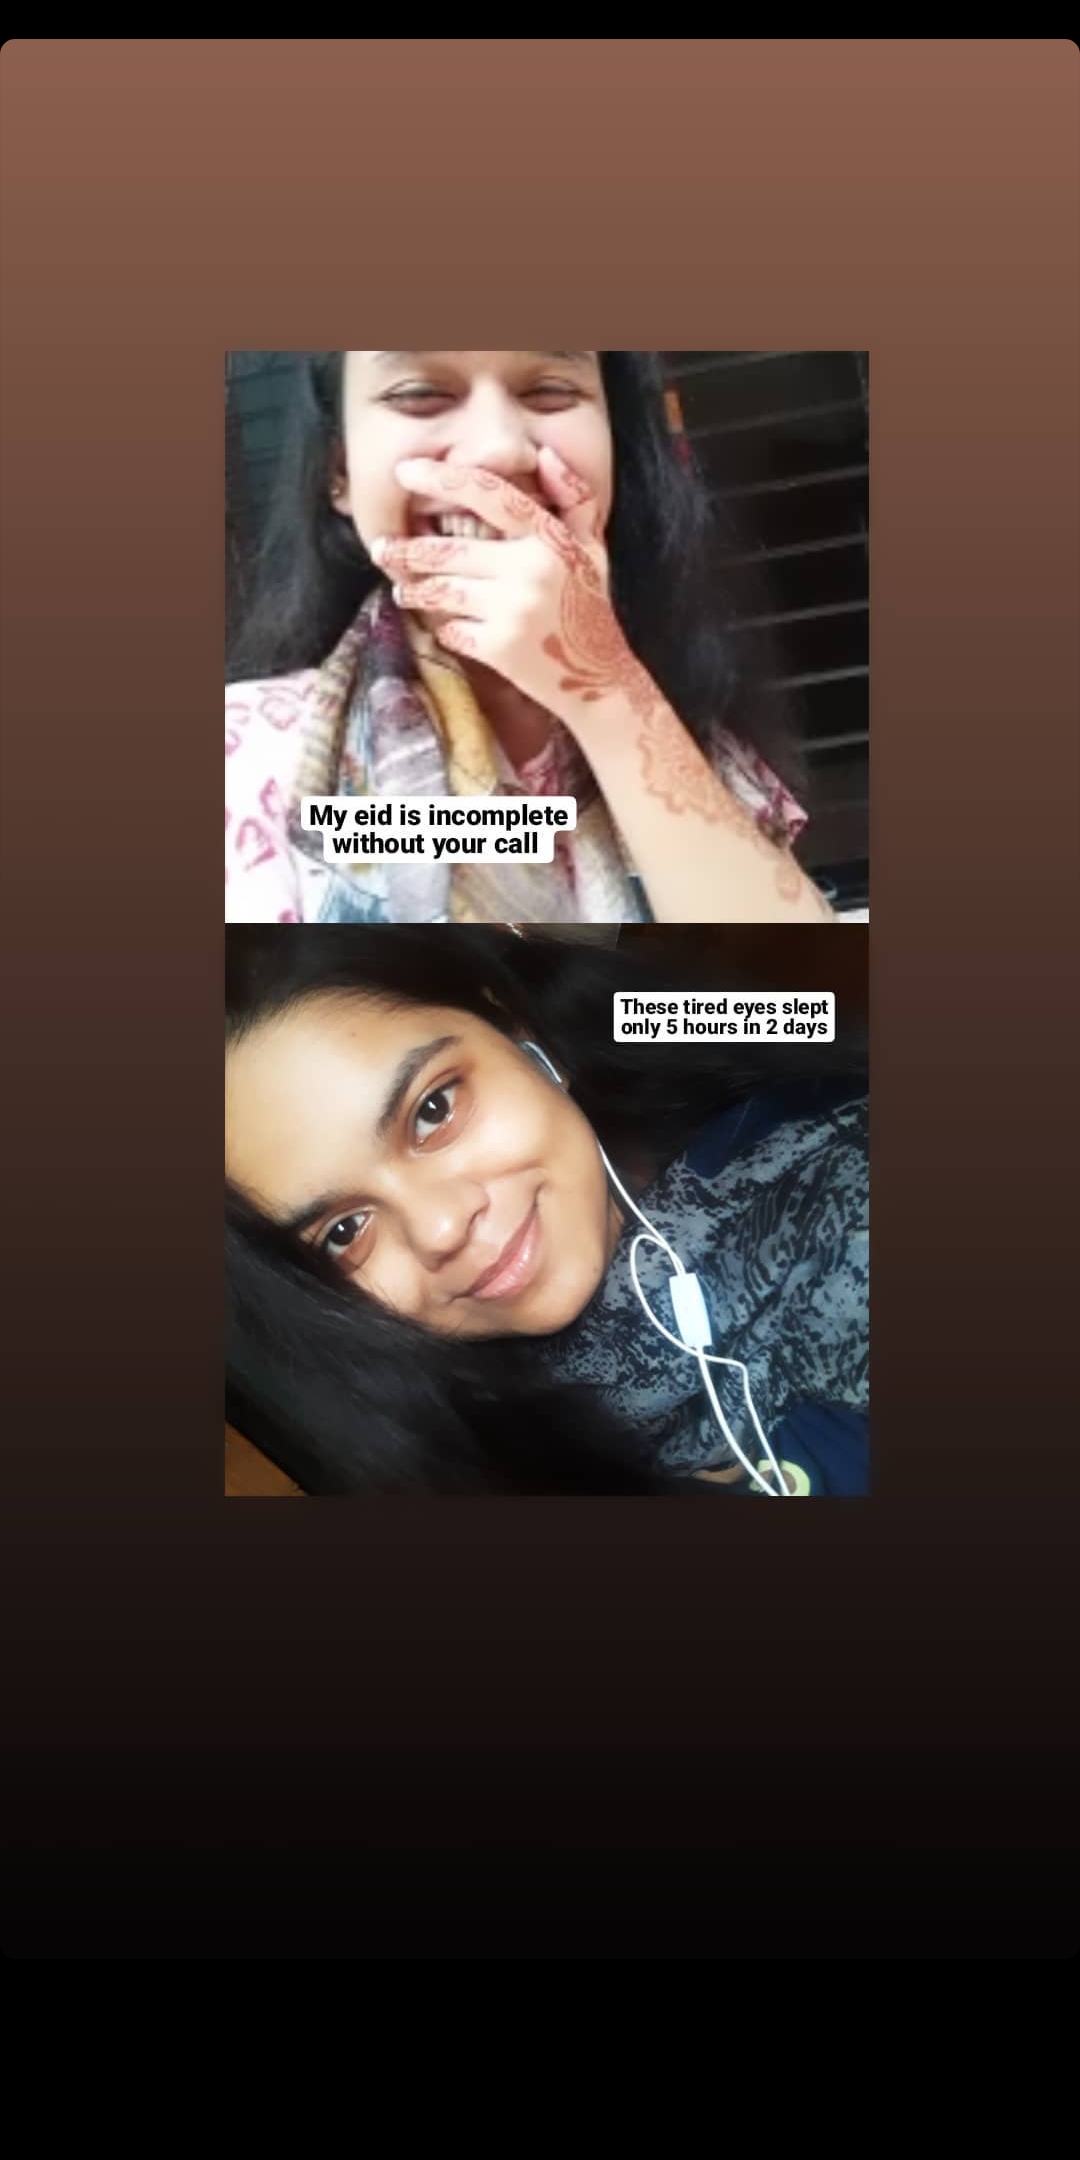 My eid is incomplete
without your call
These tired eyes slept
only 5 hours in 2 days